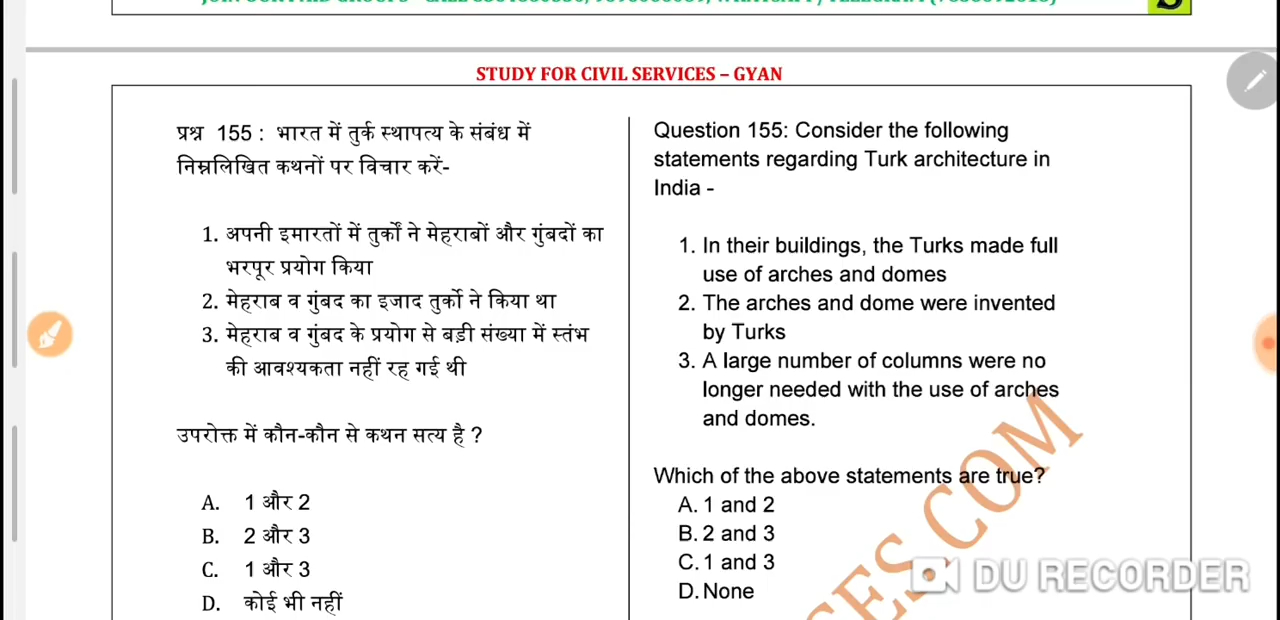 STUDY FOR CIVIL SERVICES – GYAN
प्रश्न 155 : भारत में तुर्क स्थापत्य के संबंध में
निम्नलिखित कथनों पर विचार करें-
1. अपनी इमारतों में तुर्कों ने मेहराबों और गुंबदों का
भरपूर प्रयोग किया
2. मेहराब व गुंबद का इजाद तुर्को ने किया था
3. मेहराब व गुंबद के प्रयोग से बड़ी संख्या में स्तंभ
की आवश्यकता नहीं रह गई थी
उपरोक्त में कौन-कौन से कथन सत्य है ?
A. 1 और 2
B. 2 और 3
C. 1 और 3
D. कोई भी नहीं
Question 155: Consider the following
statements regarding Turk architecture in
India -
1. In their buildings, the Turks made full
use of arches and domes
2. The arches and dome were invented
by Turks
3. A large number of columns were no
longer needed with the use of arches
and domes.
Which of the above statements are true?
A. 1 and 2
B. 2 and 3
C. 1 and 3
D. None
DU RECORDER